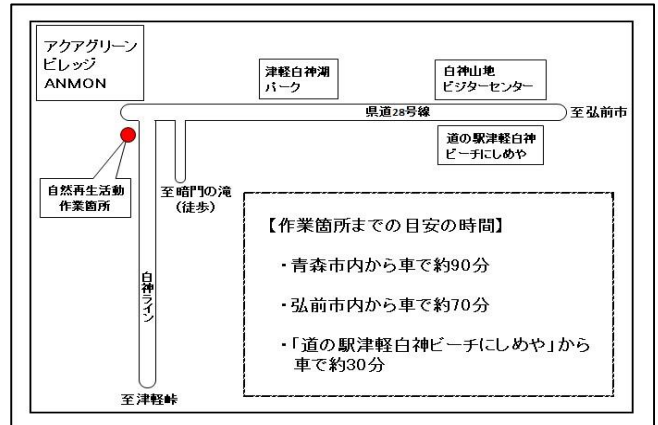 アクアグリーン
ビレッジ
ANMON
津軽白神湖
パーク
白神山地
ビジターセンター
県道28号線
至弘前市
道の駅津軽白神
ビーチにしめや
自然再生活動
作業箇所
至暗門の滝
(徒歩)
白神ライン
至津軽峠
【作業箇所までの目安の時間】
・青森市内から車で約90分
・弘前市内から車で約70分
・「道の駅津軽白神ビーチにしめや」から
車で約30分